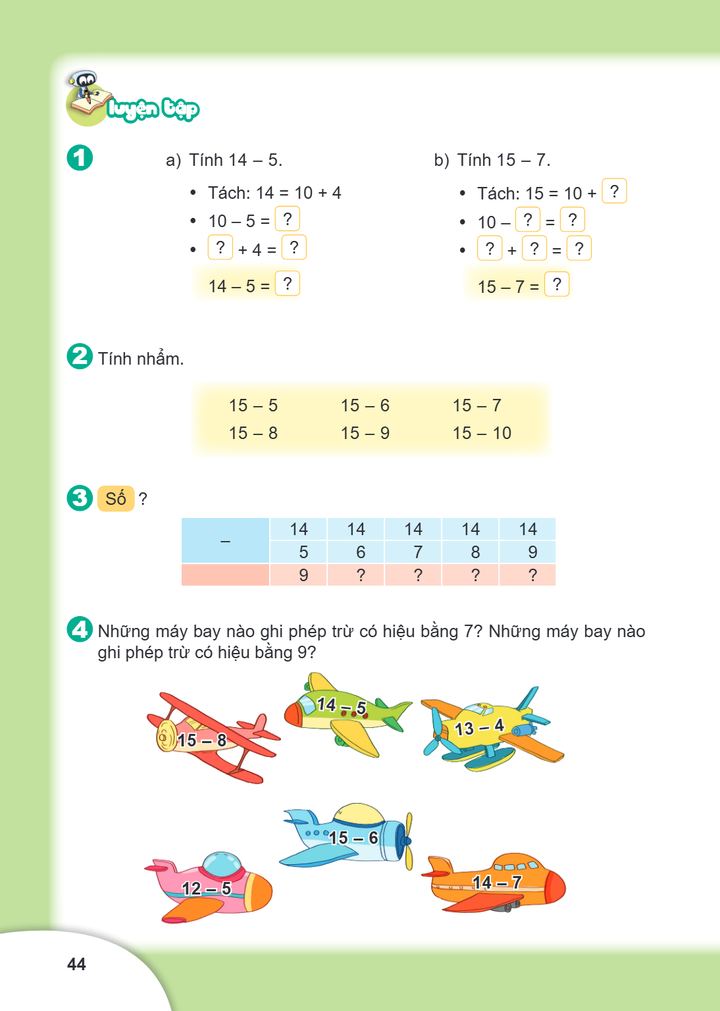 luyện tập
1
a) Tính 14 – 5.
• Tách: 14 = 10 + 4
• 10 – 5 = ?
• ? + 4 = ?
14 – 5 = ?
b) Tính 15 – 7.
• Tách: 15 = 10 + ?
• 10 – ? = ?
• ? + ? = ?
15 – 7 = ?
2 Tính nhẩm.
15 – 5 15 – 6 15 – 7
15 – 8 15 – 9 15 – 10
3 Số ?
– 14 14 14 14 14
5 6 7 8 9
9 ? ? ? ?
4 Những máy bay nào ghi phép trừ có hiệu bằng 7? Những máy bay nào
ghi phép trừ có hiệu bằng 9?
15 – 8
14 – 5
13 – 4
12 – 5
15 – 6
14 – 7
44